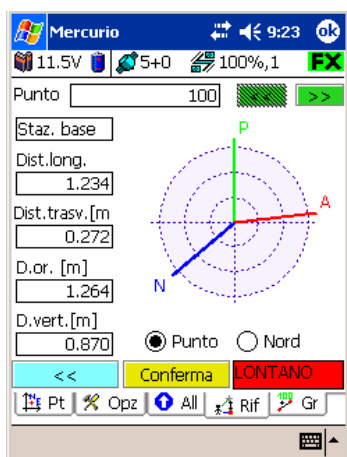 Mercurio 9:23 ok
11.5V 5+0 100%,1 FX
Punto 100 << >>
Staz. base
Dist.long.
1.234
Dist.trasv.[m
0.272
D.or. [m]
1.264
D.vert.[m]
0.870
P
A
N
Punto Nord
<< Conferma LONTANO
Pt Opz All Rif 100 Gr